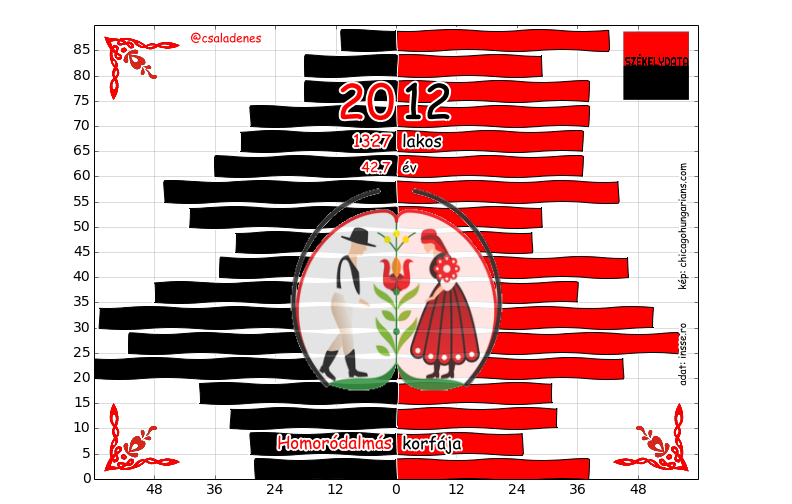 @csaladenes
SZÉKELYDATA
2012
1327 lakos
42.7 év
kép: chicagohungarians.com
adat: insse.ro
Homoródalmás korfája
85
80
75
70
65
60
55
50
45
40
35
30
25
20
15
10
5
0
48 36 24 12 0 12 24 36 48